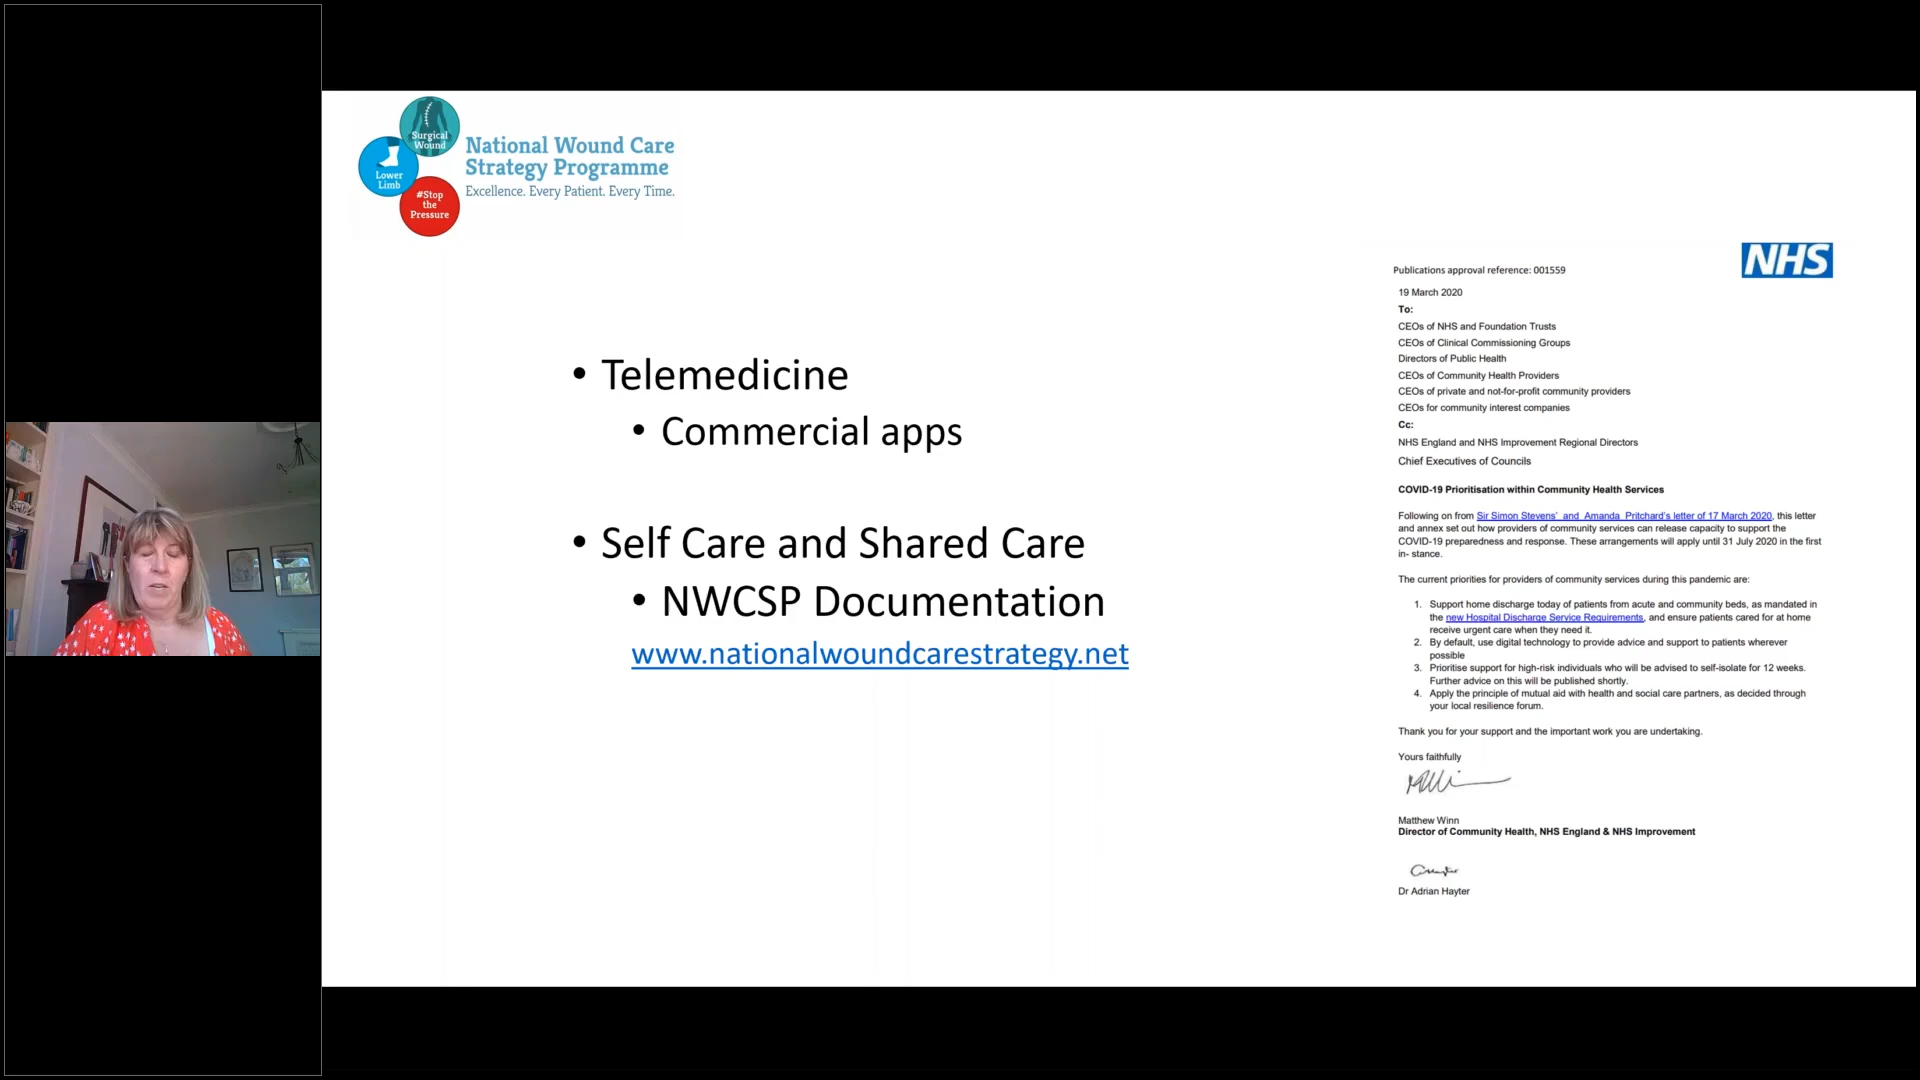 Surgical
Wound
Lower
Limb
#Stop
the
Pressure
National Wound Care
Strategy Programme
Excellence. Every Patient. Every Time.
• Telemedicine
• Commercial apps
• Self Care and Shared Care
• NWCSP Documentation
www.nationalwoundcarestrategy.net
NHS
Publications approval reference: 001559
19 March 2020
To:
CEOs of NHS and Foundation Trusts
CEOs of Clinical Commissioning Groups
Directors of Public Health
CEOs of Community Health Providers
CEOs of private and not-for-profit community providers
CEOs for community interest companies
Cc:
NHS England and NHS Improvement Regional Directors
Chief Executives of Councils
COVID-19 Prioritisation within Community Health Services
Following on from Sir Simon Stevens' and Amanda Pritchard's letter of 17 March 2020, this letter
and annex set out how providers of community services can release capacity to support the
COVID-19 preparedness and response. These arrangements will apply until 31 July 2020 in the first
in- stance.
The current priorities for providers of community services during this pandemic are:
1. Support home discharge today of patients from acute and community beds, as mandated in
the new Hospital Discharge Service Requirements, and ensure patients cared for at home
receive urgent care when they need it.
2. By default, use digital technology to provide advice and support to patients wherever
possible
3. Prioritise support for high-risk individuals who will be advised to self-isolate for 12 weeks.
Further advice on this will be published shortly.
4. Apply the principle of mutual aid with health and social care partners, as decided through
your local resilience forum.
Thank you for your support and the important work you are undertaking.
Yours faithfully
Matthew Winn
Director of Community Health, NHS England & NHS Improvement
Dr Adrian Hayter